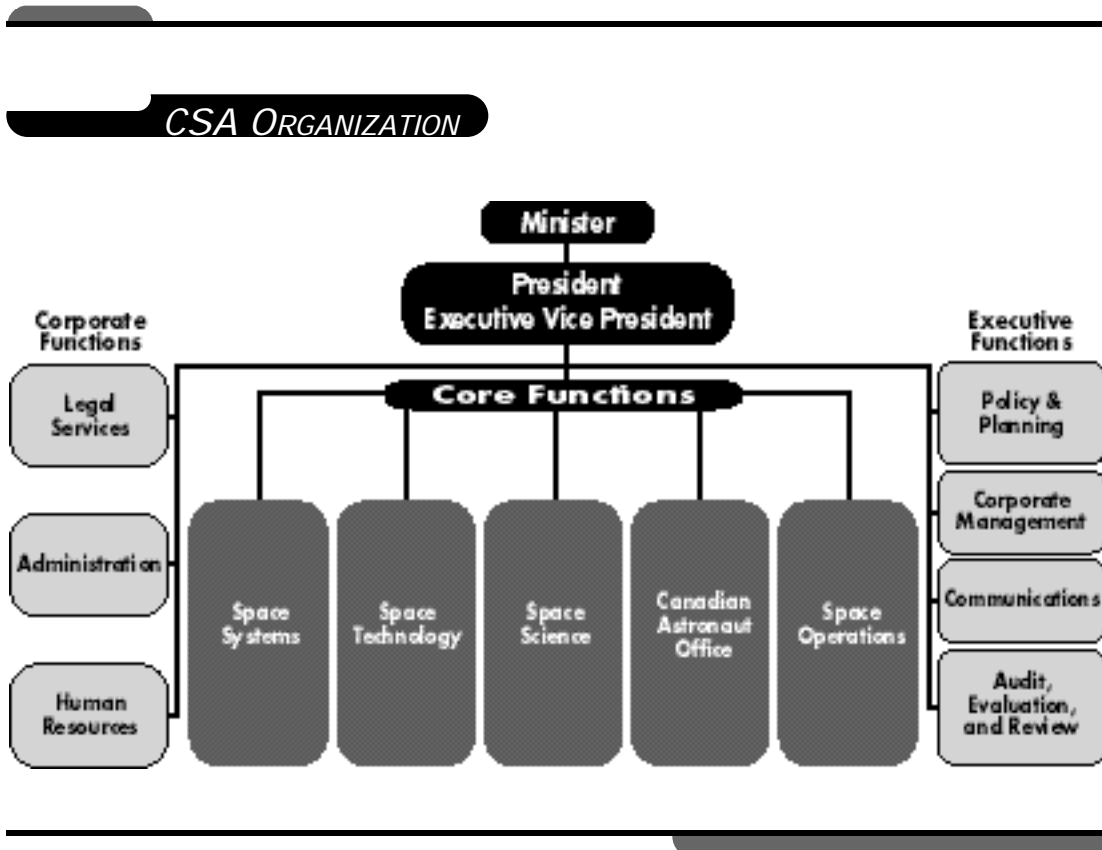 CSA ORGANIZATION
Minister
President
Executive Vice President
Corporate
Functions
Executive
Functions
Core Functions
Legal
Services
Administration
Human
Resources
Space
Systems
Space
Technology
Space
Science
Canadian
Astronaut
Office
Space
Operations
Policy &
Planning
Corporate
Management
Communications
Audit,
Evaluation,
and Review